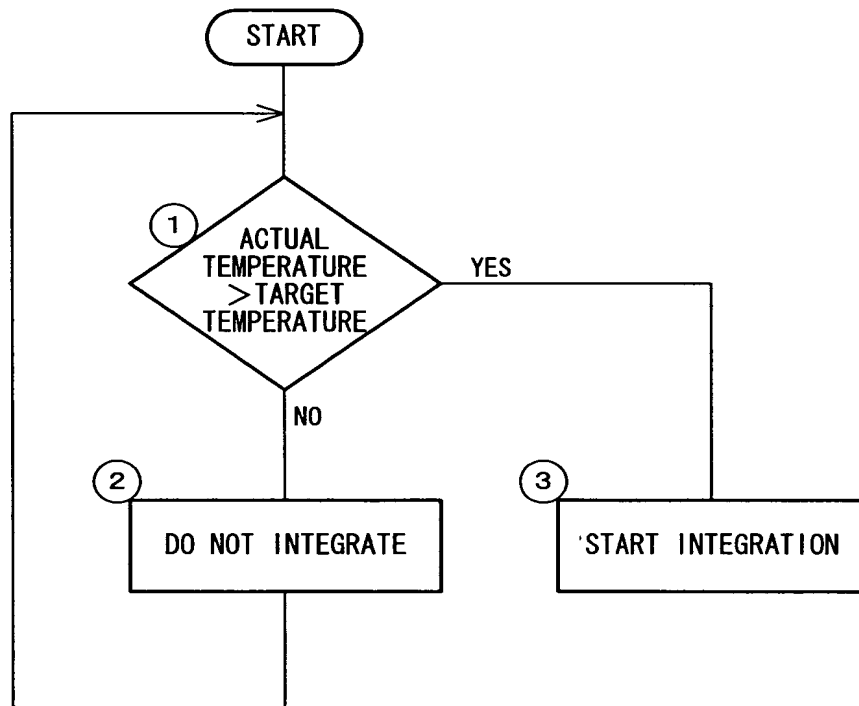 START
1
ACTUAL
TEMPERATURE
>TARGET
TEMPERATURE
YES
NO
2
3
DO NOT INTEGRATE
START INTEGRATION